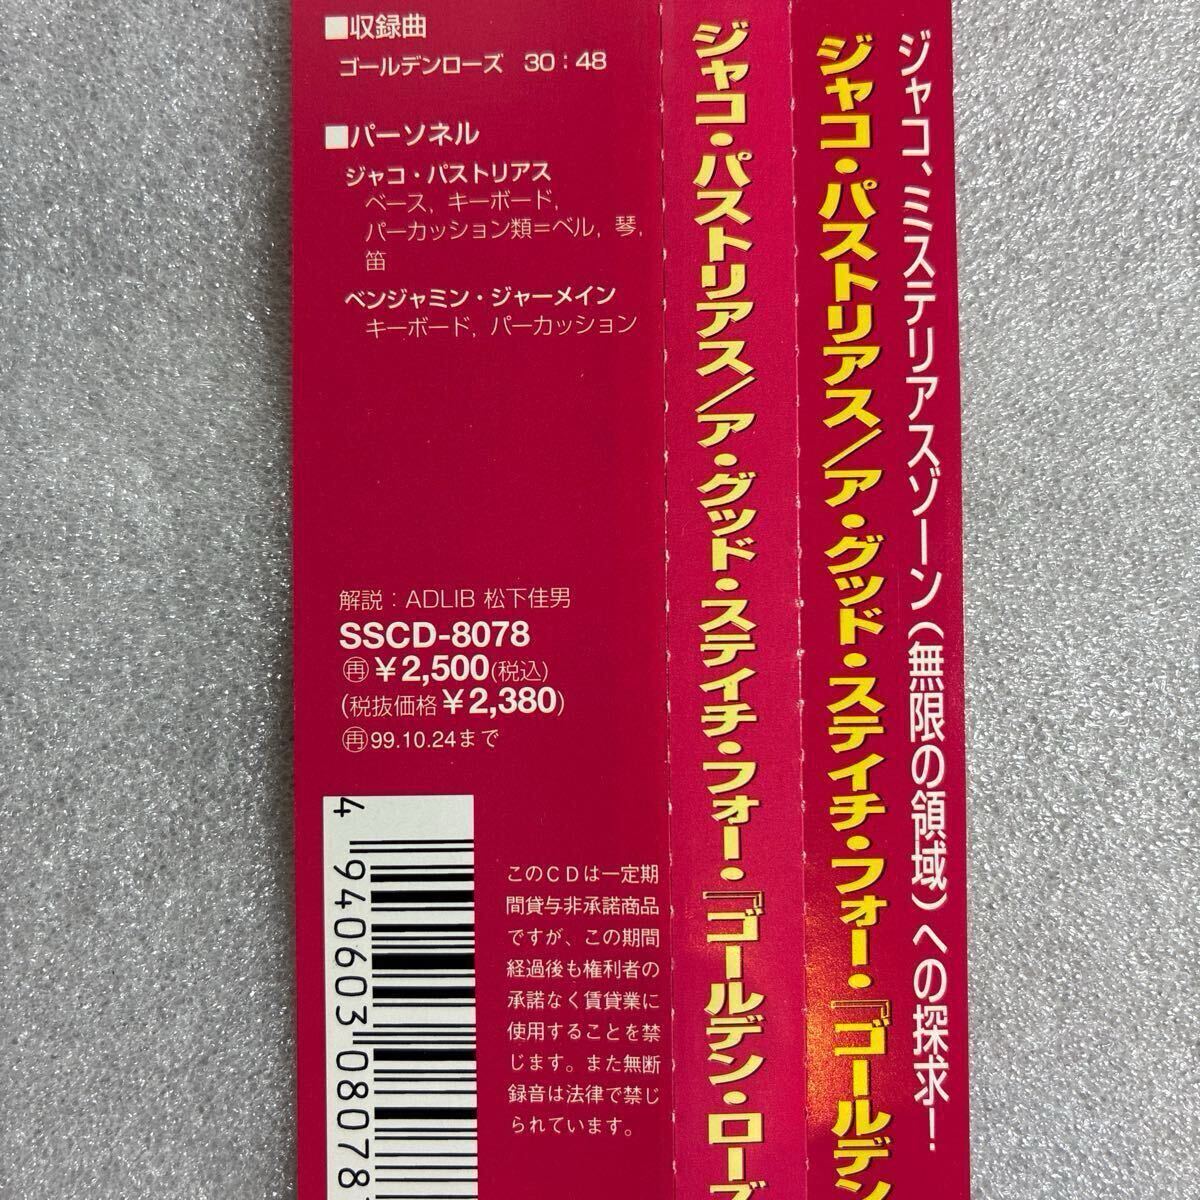 ■収録曲
ゴールデンローズ 30:48
■パーソネル
ジャコ・パストリアス
ベース, キーボード,
パーカッション類=ベル, 琴,
笛
ベンジャミン・ジャーメイン
キーボード, パーカッション
解説:ADLIB 松下佳男
SSCD-8078
再¥2,500(税込)
(税抜価格¥2,380)
再99.10.24まで
4 940603 08078
このCDは一定期
間貸与非承諾商品
ですが、この期間
経過後も権利者の
承諾なく賃貸業に
使用することを禁
じます。また無断
録音は法律で禁じ
られています。
ジャコ・パストリアス/ア・グッド・スティチ・フォー・『ゴールデン・ローズ
ジャコ・パストリアス/ア・グッド・スティチ・フォー・『ゴールデン
ジャコ、ミステリアスゾーン(無限の領域)への探求!